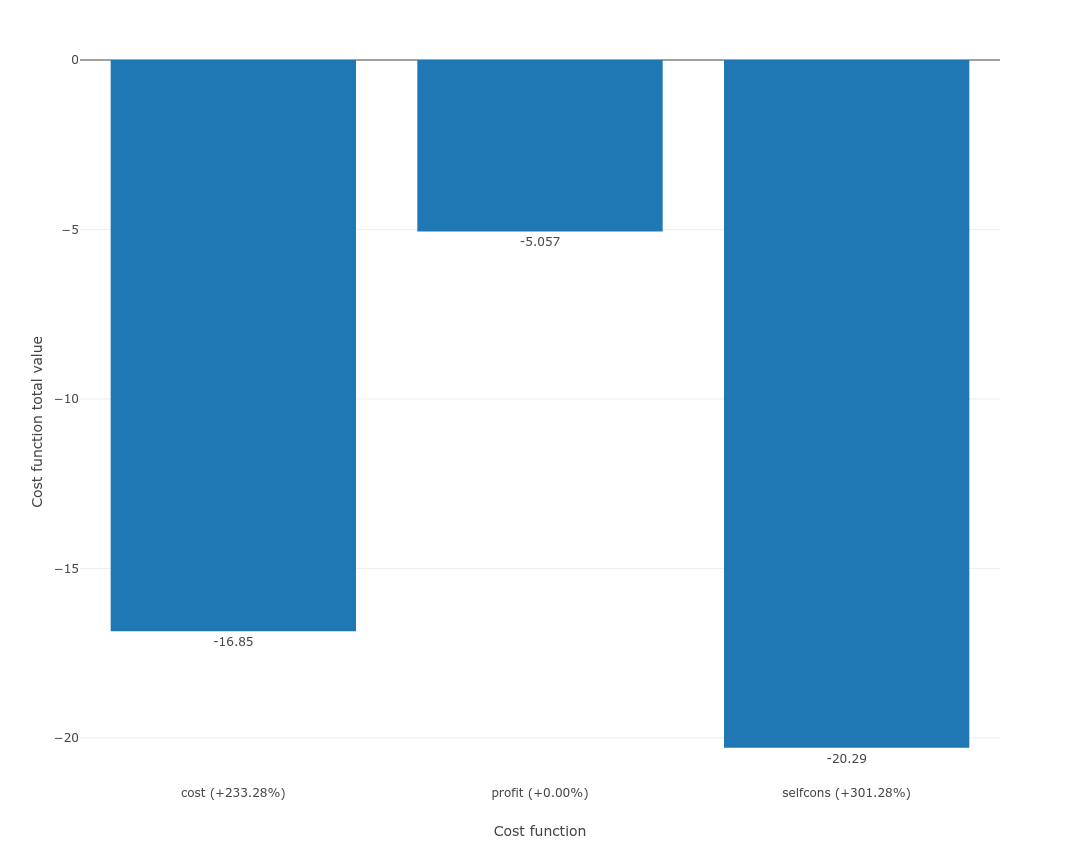 0
−5
−10
−15
−20
Cost function total value
-16.85
-5.057
-20.29
cost (+233.28%)
profit (+0.00%)
selfcons (+301.28%)
Cost function